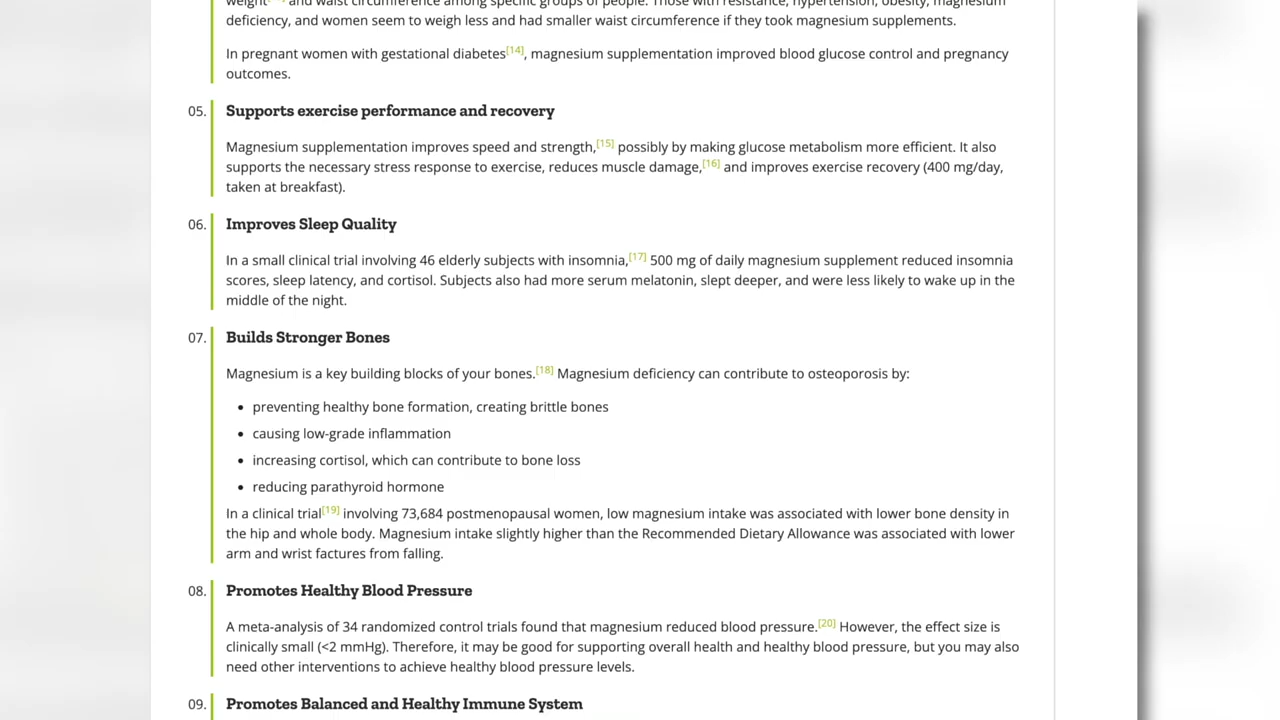 and waist circumference among specific groups of people. Those with resistance, hypertension, obesity, magnesium
deficiency, and women seem to weigh less and had smaller waist circumference if they took magnesium supplements.
In pregnant women with gestational diabetes[14], magnesium supplementation improved blood glucose control and pregnancy
outcomes.
05. Supports exercise performance and recovery
Magnesium supplementation improves speed and strength,[15] possibly by making glucose metabolism more efficient. It also
supports the necessary stress response to exercise, reduces muscle damage,[16] and improves exercise recovery (400 mg/day,
taken at breakfast).
06. Improves Sleep Quality
In a small clinical trial involving 46 elderly subjects with insomnia,[17] 500 mg of daily magnesium supplement reduced insomnia
scores, sleep latency, and cortisol. Subjects also had more serum melatonin, slept deeper, and were less likely to wake up in the
middle of the night.
07. Builds Stronger Bones
Magnesium is a key building blocks of your bones.[18] Magnesium deficiency can contribute to osteoporosis by:
• preventing healthy bone formation, creating brittle bones
• causing low-grade inflammation
• increasing cortisol, which can contribute to bone loss
• reducing parathyroid hormone
In a clinical trial[19] involving 73,684 postmenopausal women, low magnesium intake was associated with lower bone density in
the hip and whole body. Magnesium intake slightly higher than the Recommended Dietary Allowance was associated with lower
arm and wrist factures from falling.
08. Promotes Healthy Blood Pressure
A meta-analysis of 34 randomized control trials found that magnesium reduced blood pressure.[20] However, the effect size is
clinically small (<2 mmHg). Therefore, it may be good for supporting overall health and healthy blood pressure, but you may also
need other interventions to achieve healthy blood pressure levels.
09. Promotes Balanced and Healthy Immune System